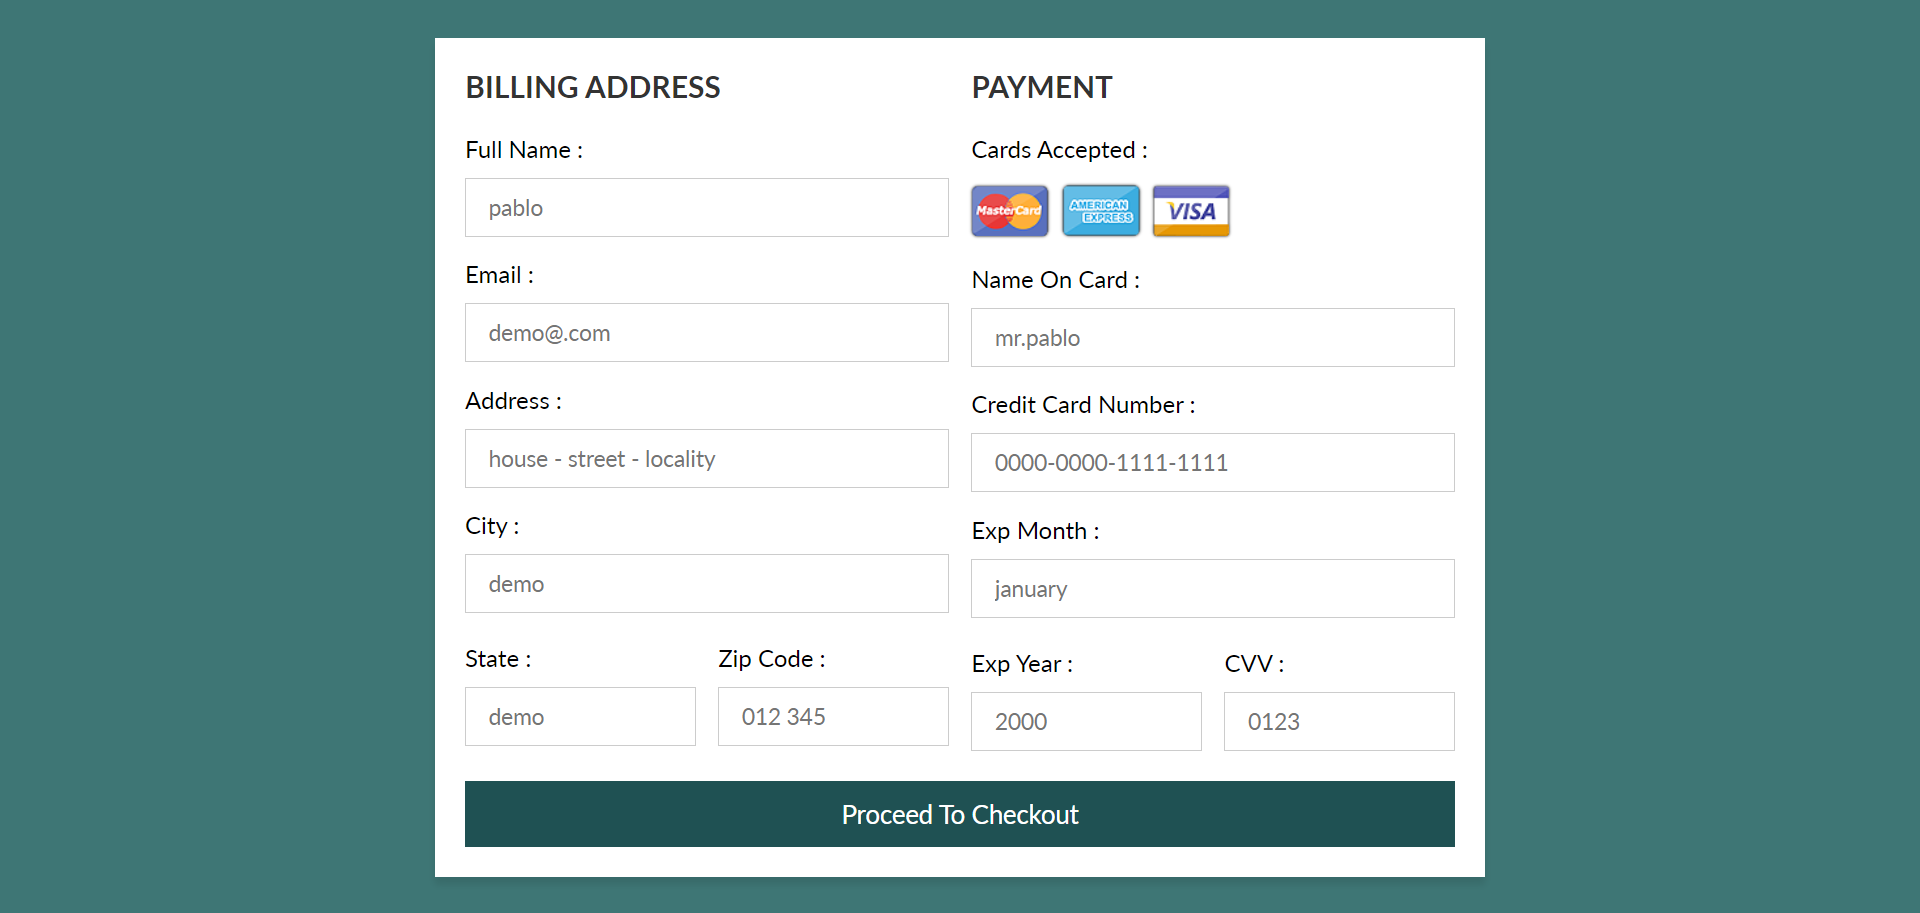 BILLING ADDRESS
Full Name :
pablo
Email :
demo@.com
Address :
house - street - locality
City :
demo
State :
demo
Zip Code :
012 345
PAYMENT
Cards Accepted :
MasterCard
AMERICAN
EXPRESS
VISA
Name On Card :
mr.pablo
Credit Card Number :
0000-0000-1111-1111
Exp Month :
january
Exp Year :
2000
CVV :
0123
Proceed To Checkout